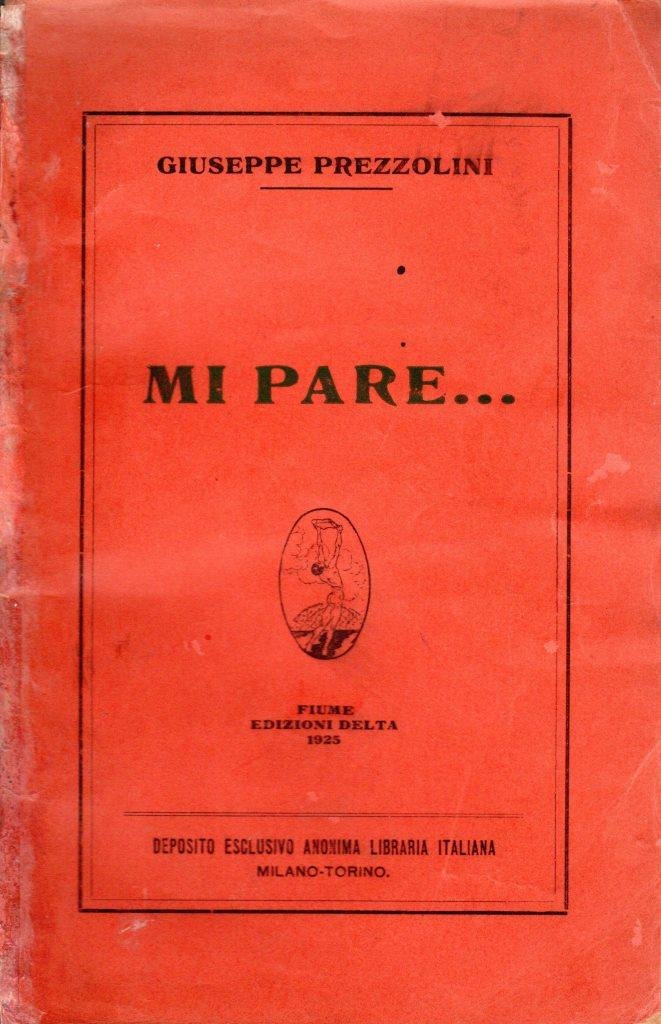 GIUSEPPE PREZZOLINI
MI PARE...
FIUME
EDIZIONI DELTA
1925
DEPOSITO ESCLUSIVO ANONIMA LIBRARIA ITALIANA
MILANO-TORINO.